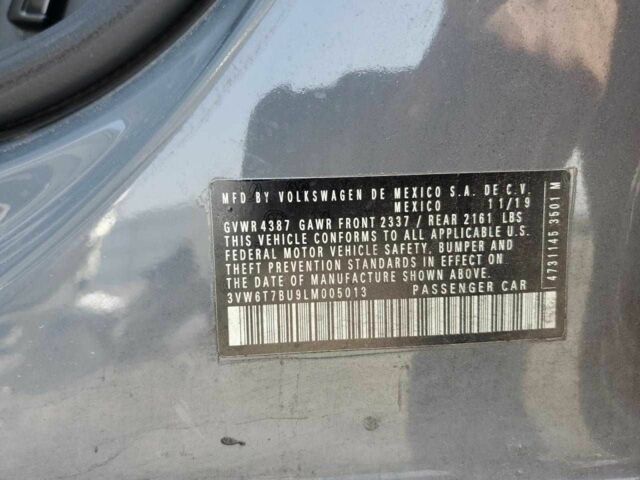 MFD BY VOLKSWAGEN DE MEXICO S.A. DE C.V.
MEXICO 11/19
GVWR 4387 GAWR FRONT 2337 / REAR 2161 LBS
THIS VEHICLE CONFORMS TO ALL APPLICABLE U.S.
FEDERAL MOTOR VEHICLE SAFETY, BUMPER AND
THEFT PREVENTION STANDARDS IN EFFECT ON
THE DATE OF MANUFACTURE SHOWN ABOVE.
3VW6T7BU9LM005013 PASSENGER CAR
4731145 3501 M